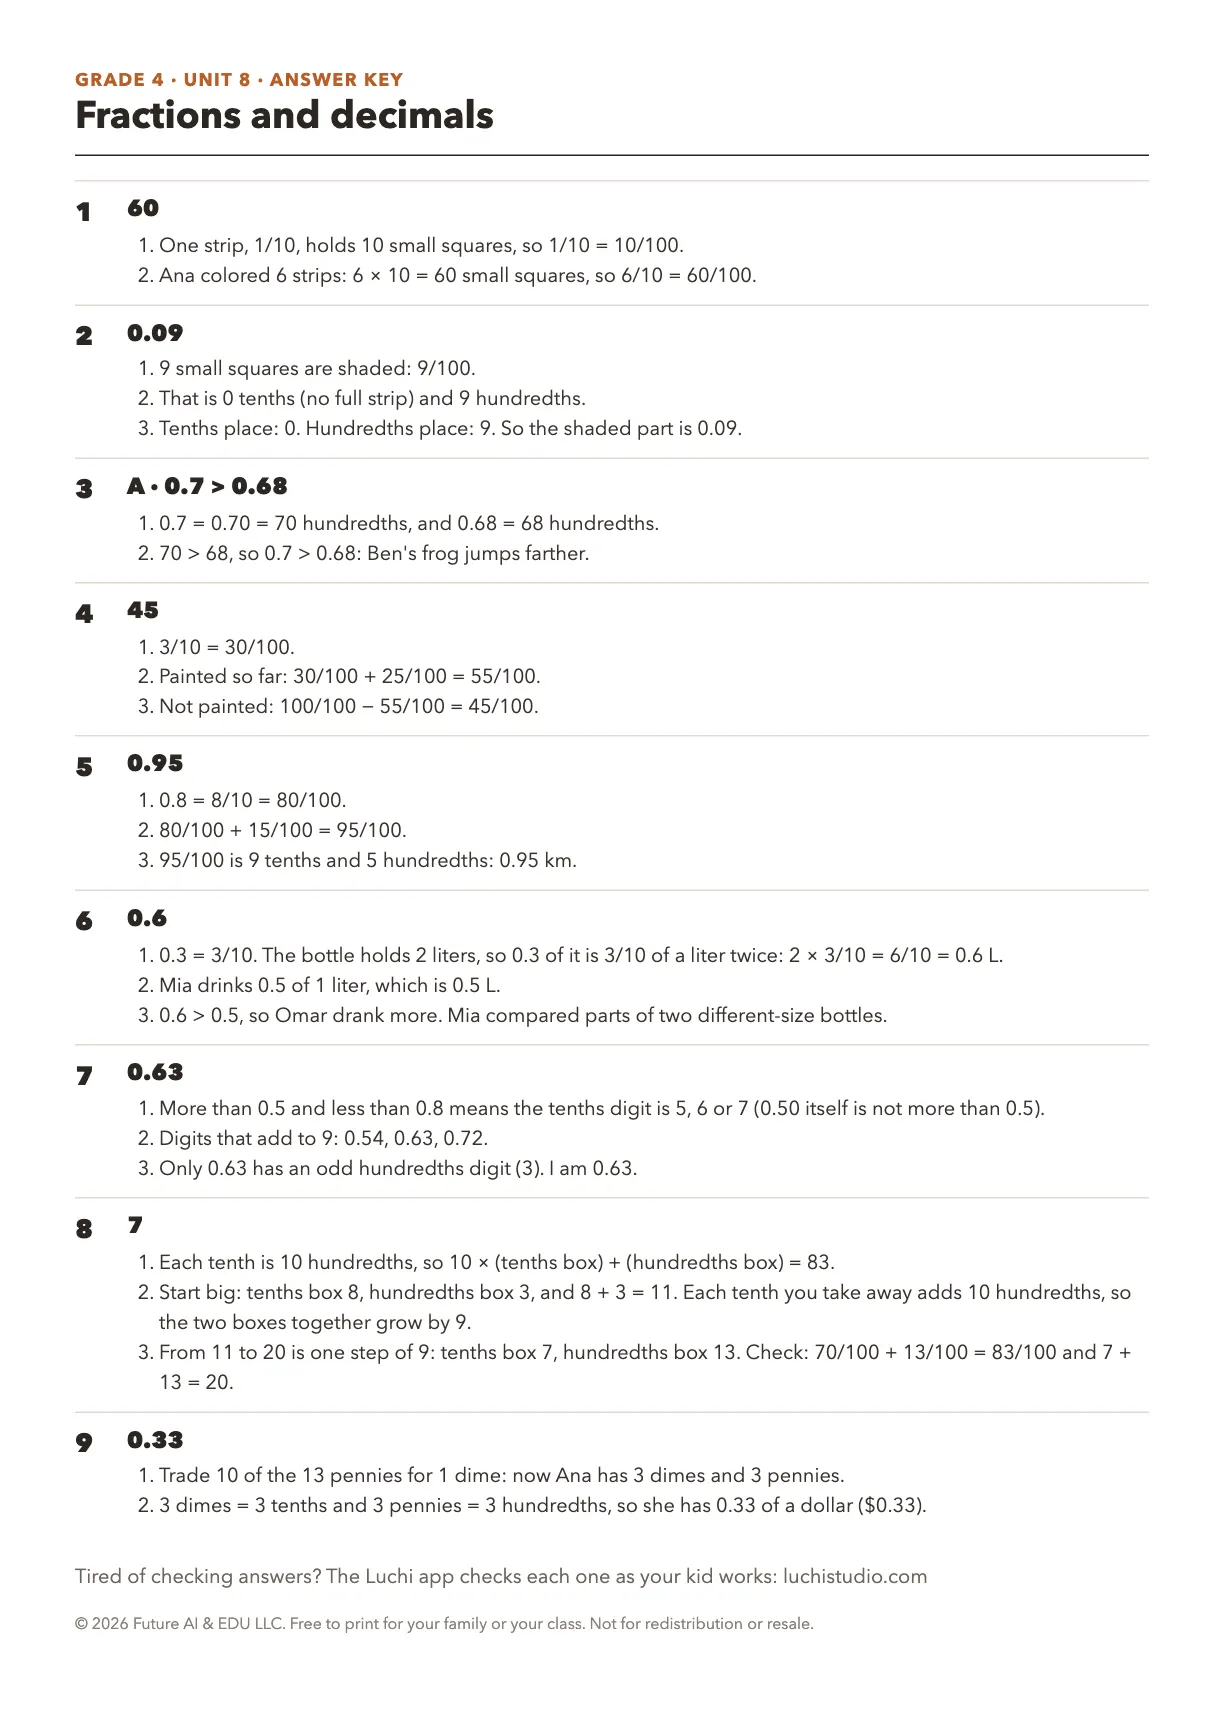 GRADE 4 · UNIT 8 · ANSWER KEY
Fractions and decimals
1 60
1. One strip, 1/10, holds 10 small squares, so 1/10 = 10/100.
2. Ana colored 6 strips: 6 × 10 = 60 small squares, so 6/10 = 60/100.
2 0.09
1. 9 small squares are shaded: 9/100.
2. That is 0 tenths (no full strip) and 9 hundredths.
3. Tenths place: 0. Hundredths place: 9. So the shaded part is 0.09.
3 A · 0.7 > 0.68
1. 0.7 = 0.70 = 70 hundredths, and 0.68 = 68 hundredths.
2. 70 > 68, so 0.7 > 0.68: Ben's frog jumps farther.
4 45
1. 3/10 = 30/100.
2. Painted so far: 30/100 + 25/100 = 55/100.
3. Not painted: 100/100 − 55/100 = 45/100.
5 0.95
1. 0.8 = 8/10 = 80/100.
2. 80/100 + 15/100 = 95/100.
3. 95/100 is 9 tenths and 5 hundredths: 0.95 km.
6 0.6
1. 0.3 = 3/10. The bottle holds 2 liters, so 0.3 of it is 3/10 of a liter twice: 2 × 3/10 = 6/10 = 0.6 L.
2. Mia drinks 0.5 of 1 liter, which is 0.5 L.
3. 0.6 > 0.5, so Omar drank more. Mia compared parts of two different-size bottles.
7 0.63
1. More than 0.5 and less than 0.8 means the tenths digit is 5, 6 or 7 (0.50 itself is not more than 0.5).
2. Digits that add to 9: 0.54, 0.63, 0.72.
3. Only 0.63 has an odd hundredths digit (3). I am 0.63.
8 7
1. Each tenth is 10 hundredths, so 10 × (tenths box) + (hundredths box) = 83.
2. Start big: tenths box 8, hundredths box 3, and 8 + 3 = 11. Each tenth you take away adds 10 hundredths, so
the two boxes together grow by 9.
3. From 11 to 20 is one step of 9: tenths box 7, hundredths box 13. Check: 70/100 + 13/100 = 83/100 and 7 +
13 = 20.
9 0.33
1. Trade 10 of the 13 pennies for 1 dime: now Ana has 3 dimes and 3 pennies.
2. 3 dimes = 3 tenths and 3 pennies = 3 hundredths, so she has 0.33 of a dollar ($0.33).
Tired of checking answers? The Luchi app checks each one as your kid works: luchistudio.com
© 2026 Future AI & EDU LLC. Free to print for your family or your class. Not for redistribution or resale.